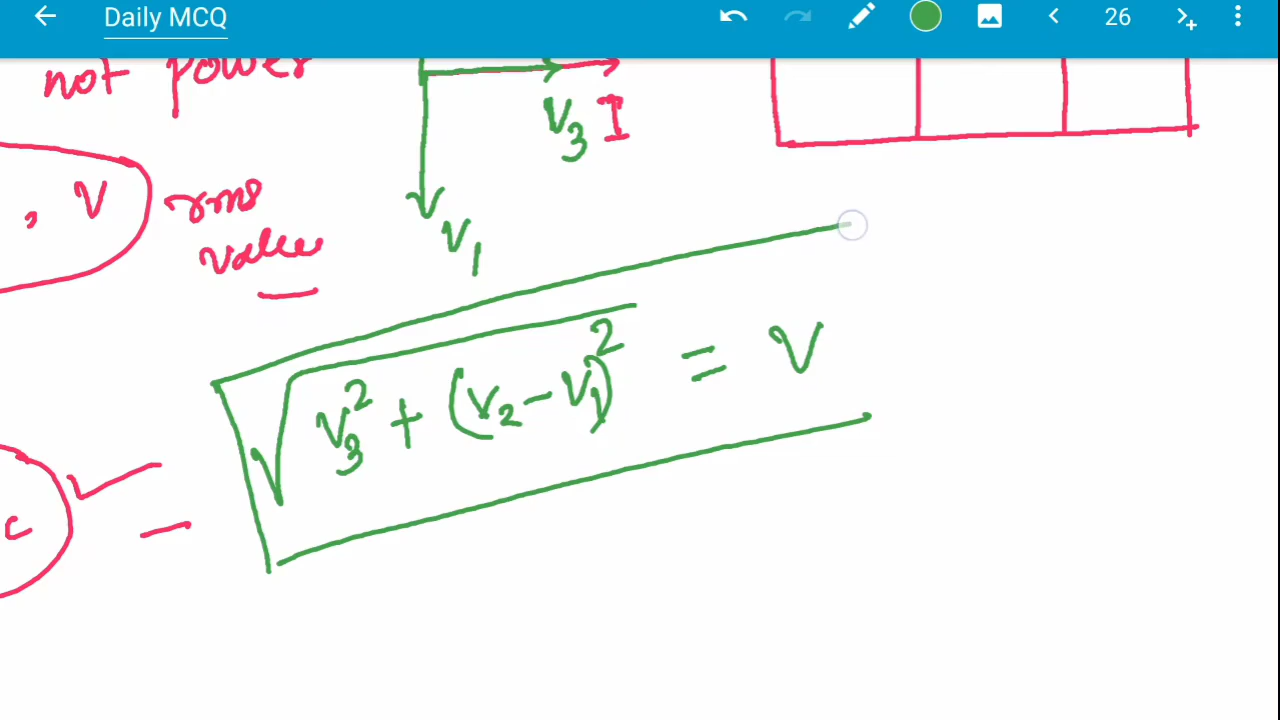 Daily MCQ
26
not power
V3 I
, V
rms
value
V1
√V3² + (V2 - V1)² = V
c